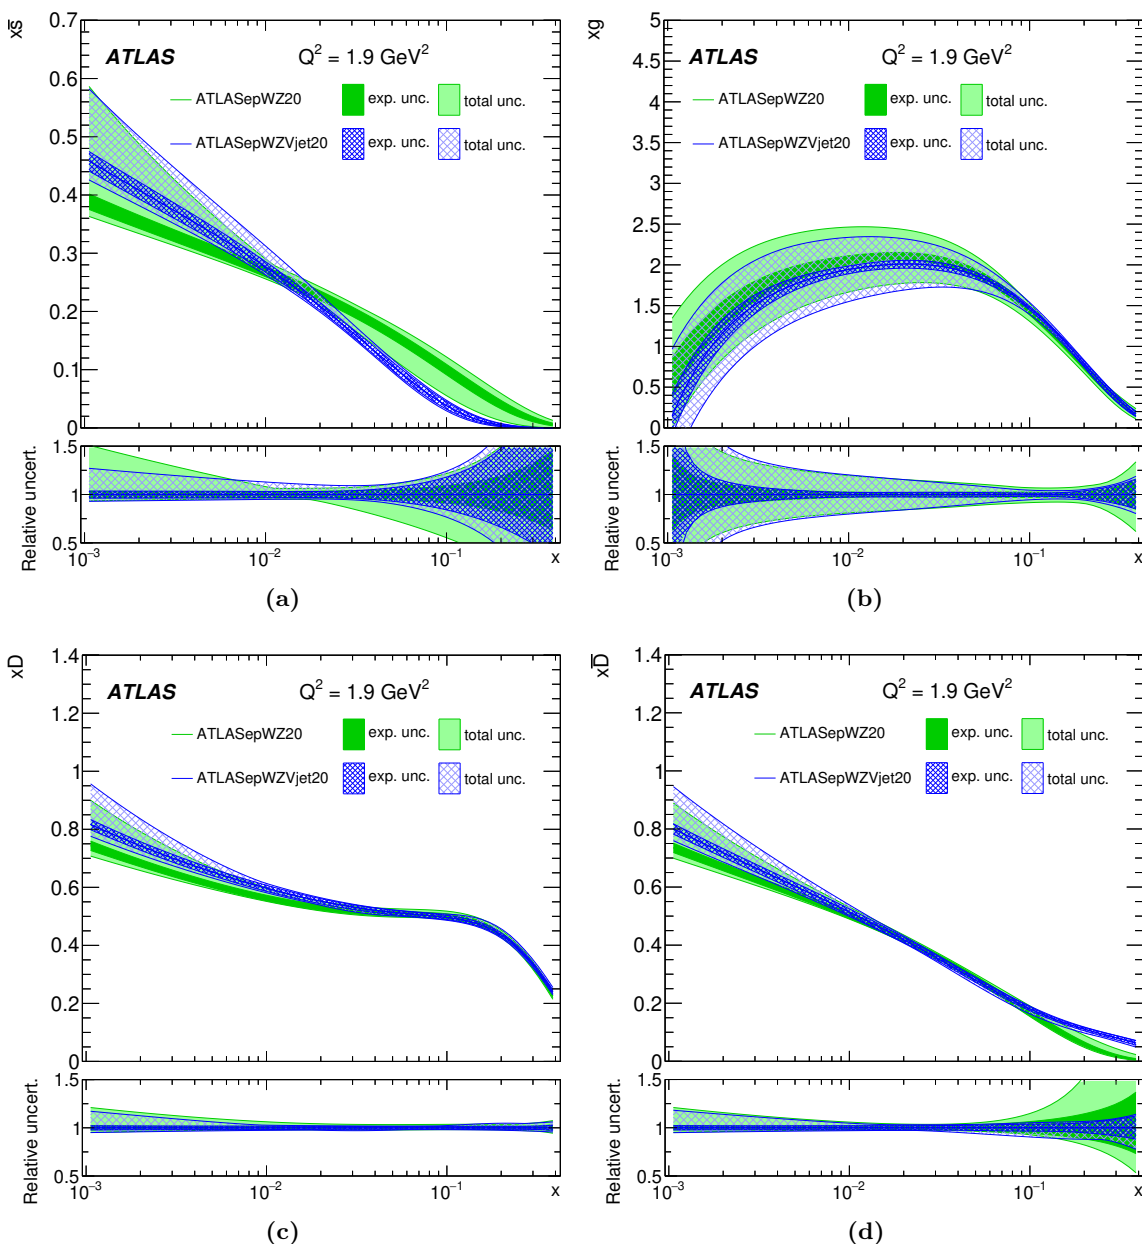 xs̅
0.7
0.6
0.5
0.4
0.3
0.2
0.1
0
ATLAS
Q² = 1.9 GeV²
ATLASepWZ20
exp. unc.
total unc.
ATLASepWZVjet20
exp. unc.
total unc.
Relative uncert.
1.5
1
0.5
10⁻³
10⁻²
10⁻¹
x
(a)
xg
5
4.5
4
3.5
3
2.5
2
1.5
1
0.5
0
ATLAS
Q² = 1.9 GeV²
ATLASepWZ20
exp. unc.
total unc.
ATLASepWZVjet20
exp. unc.
total unc.
Relative uncert.
1.5
1
0.5
10⁻³
10⁻²
10⁻¹
x
(b)
xD
1.4
1.2
1
0.8
0.6
0.4
0.2
0
ATLAS
Q² = 1.9 GeV²
ATLASepWZ20
exp. unc.
total unc.
ATLASepWZVjet20
exp. unc.
total unc.
Relative uncert.
1.5
1
0.5
10⁻³
10⁻²
10⁻¹
x
(c)
xD̅
1.4
1.2
1
0.8
0.6
0.4
0.2
0
ATLAS
Q² = 1.9 GeV²
ATLASepWZ20
exp. unc.
total unc.
ATLASepWZVjet20
exp. unc.
total unc.
Relative uncert.
1.5
1
0.5
10⁻³
10⁻²
10⁻¹
x
(d)